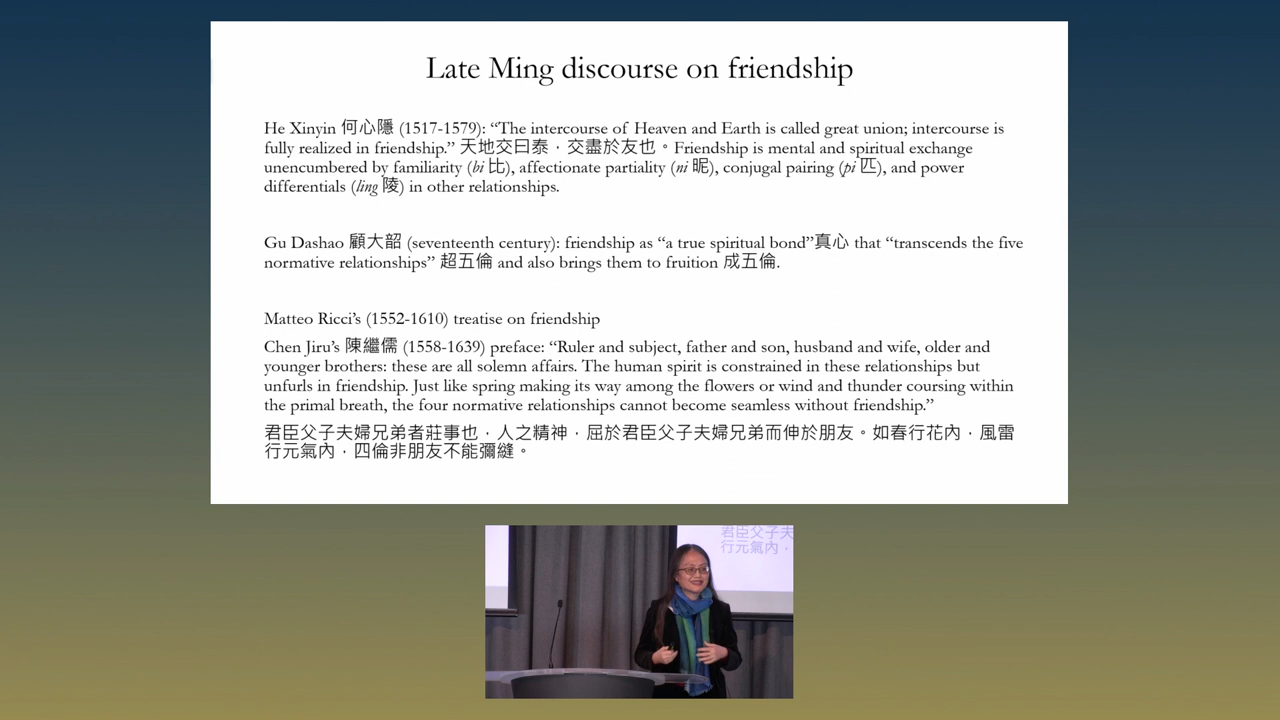 Late Ming discourse on friendship
He Xinyin 何心隱 (1517-1579): “The intercourse of Heaven and Earth is called great union; intercourse is
fully realized in friendship.” 天地交曰泰，交盡於友也。Friendship is mental and spiritual exchange
unencumbered by familiarity (bi 比), affectionate partiality (ni 昵), conjugal pairing (pi 匹), and power
differentials (ling 陵) in other relationships.
Gu Dashao 顧大韶 (seventeenth century): friendship as “a true spiritual bond”真心 that “transcends the five
normative relationships” 超五倫 and also brings them to fruition 成五倫.
Matteo Ricci’s (1552-1610) treatise on friendship
Chen Jiru’s 陳繼儒 (1558-1639) preface: “Ruler and subject, father and son, husband and wife, older and
younger brothers: these are all solemn affairs. The human spirit is constrained in these relationships but
unfurls in friendship. Just like spring making its way among the flowers or wind and thunder coursing within
the primal breath, the four normative relationships cannot become seamless without friendship.”
君臣父子夫婦兄弟者莊事也，人之精神，屈於君臣父子夫婦兄弟而伸於朋友。如春行花內，風雷
行元氣內，四倫非朋友不能彌縫。
君臣父子夫
行元氣內，